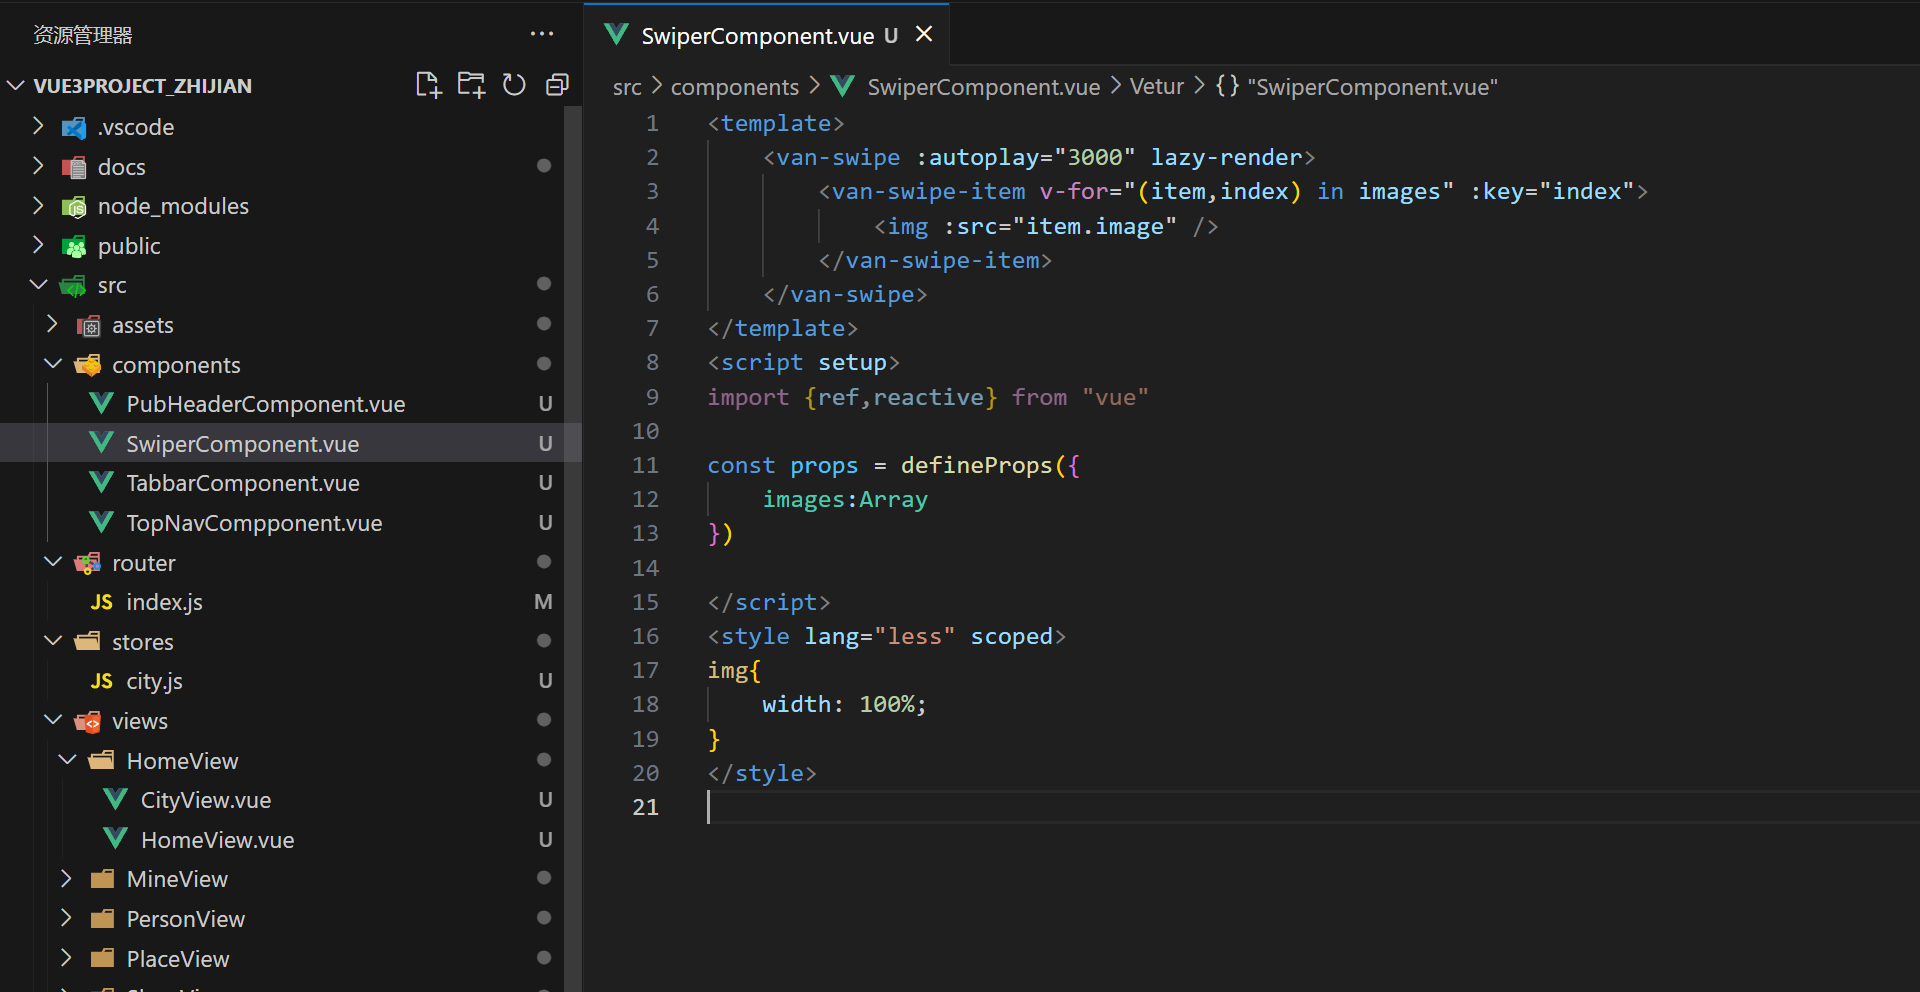 资源管理器
VUE3PROJECT_ZHIJIAN
.vscode
docs
node_modules
public
src
assets
components
PubHeaderComponent.vue U
SwiperComponent.vue U
TabbarComponent.vue U
TopNavCompponent.vue U
router
JS index.js M
stores
JS city.js U
views
HomeView
CityView.vue U
HomeView.vue U
MineView
PersonView
PlaceView
SwiperComponent.vue U
src > components > SwiperComponent.vue > Vetur > {} "SwiperComponent.vue"
1 <template>
2     <van-swipe :autoplay="3000" lazy-render>
3         <van-swipe-item v-for="(item,index) in images" :key="index">
4             <img :src="item.image" />
5         </van-swipe-item>
6     </van-swipe>
7 </template>
8 <script setup>
9 import {ref,reactive} from "vue"
10
11 const props = defineProps({
12     images:Array
13 })
14
15 </script>
16 <style lang="less" scoped>
17 img{
18     width: 100%;
19 }
20 </style>
21